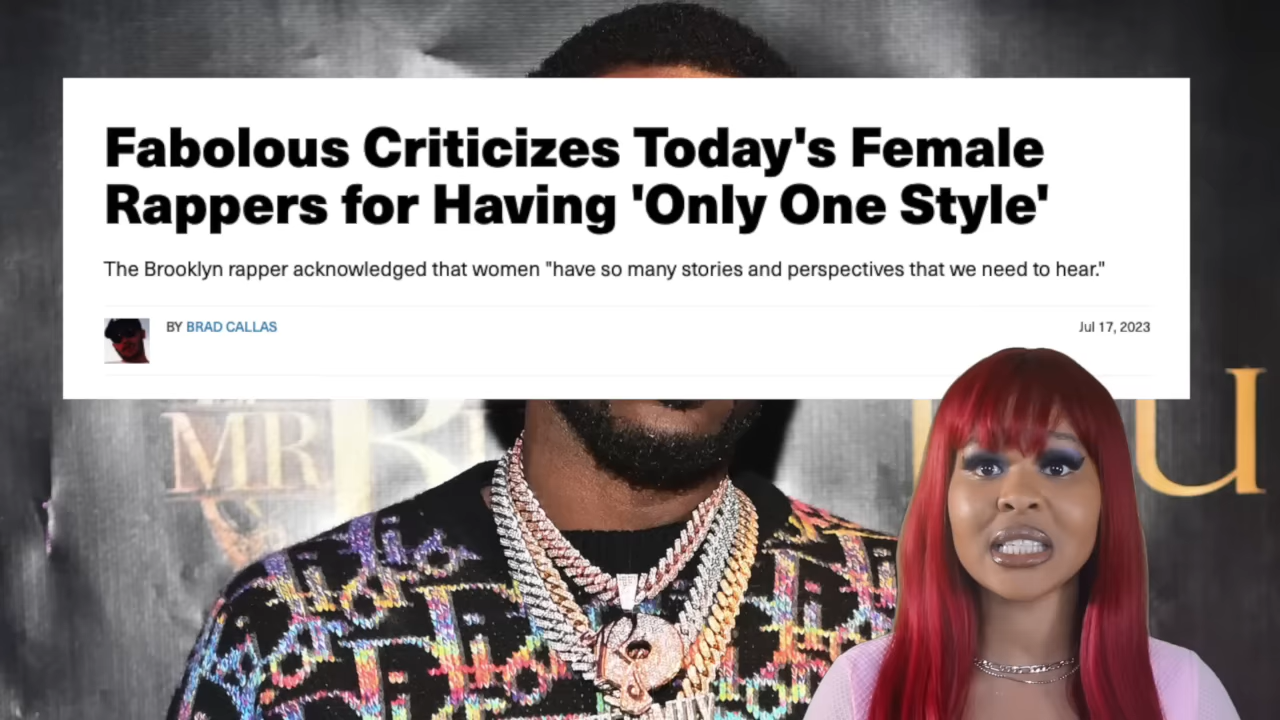 Fabolous Criticizes Today's Female
Rappers for Having 'Only One Style'
The Brooklyn rapper acknowledged that women "have so many stories and perspectives that we need to hear."
BY BRAD CALLAS
Jul 17, 2023
MR